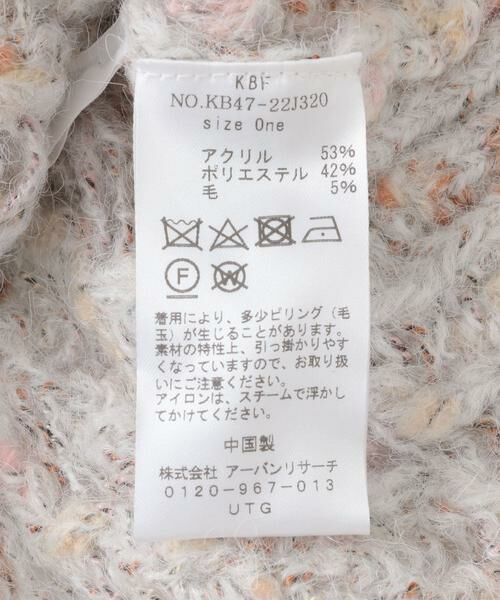 KBF
NO.KB47-22J320
size One
アクリル 53%
ポリエステル 42%
毛 5%
F
W
着用により、多少ピリング（毛
玉）が生じることがあります。
素材の特性上、引っ掛かりやす
くなっていますので、お取り扱
いにご注意ください。
アイロンは、スチームで浮かし
てかけてください。
中国製
株式会社 アーバンリサーチ
0120-967-013
UTG